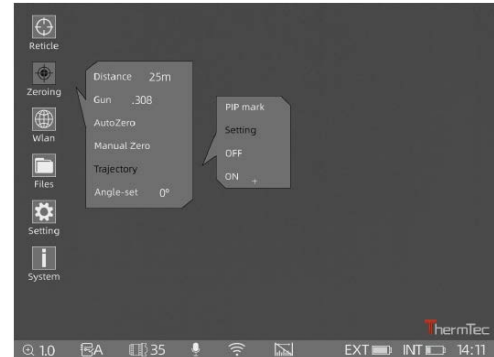 Reticle
Zeroing
Wlan
Files
Setting
System
Distance 25m
Gun .308
AutoZero
Manual Zero
Trajectory
Angle-set 0°
PIP mark
Setting
OFF
ON
ThermTec
1.0 A 35 EXT INT 14:11